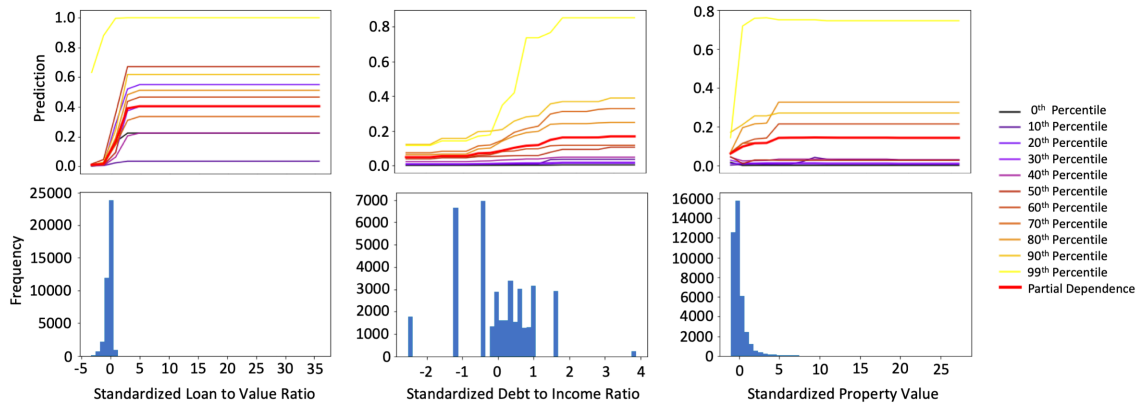 1.0
0.8
0.6
0.4
0.2
0.0
Prediction
0.8
0.6
0.4
0.2
0.0
0.8
0.6
0.4
0.2
0.0
25000
20000
15000
10000
5000
0
Frequency
-5 0 5 10 15 20 25 30 35
Standardized Loan to Value Ratio
7000
6000
5000
4000
3000
2000
1000
0
-2 -1 0 1 2 3 4
Standardized Debt to Income Ratio
16000
14000
12000
10000
8000
6000
4000
2000
0
0 5 10 15 20 25
Standardized Property Value
0th Percentile
10th Percentile
20th Percentile
30th Percentile
40th Percentile
50th Percentile
60th Percentile
70th Percentile
80th Percentile
90th Percentile
99th Percentile
Partial Dependence